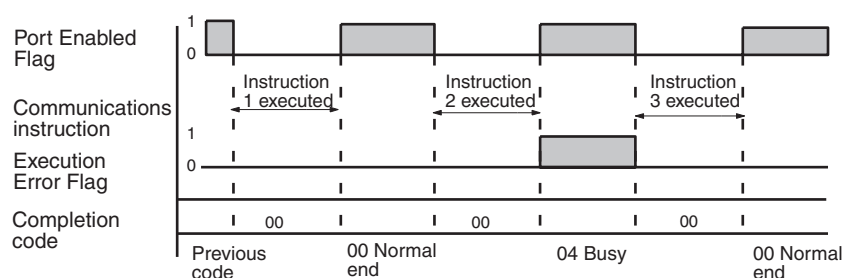 Port Enabled
Flag
1
0
Instruction
1 executed
Instruction
2 executed
Instruction
3 executed
Communications
instruction
1
0
Execution
Error Flag
Completion
code
00
00
00
Previous
code
00 Normal
end
04 Busy
00 Normal
end